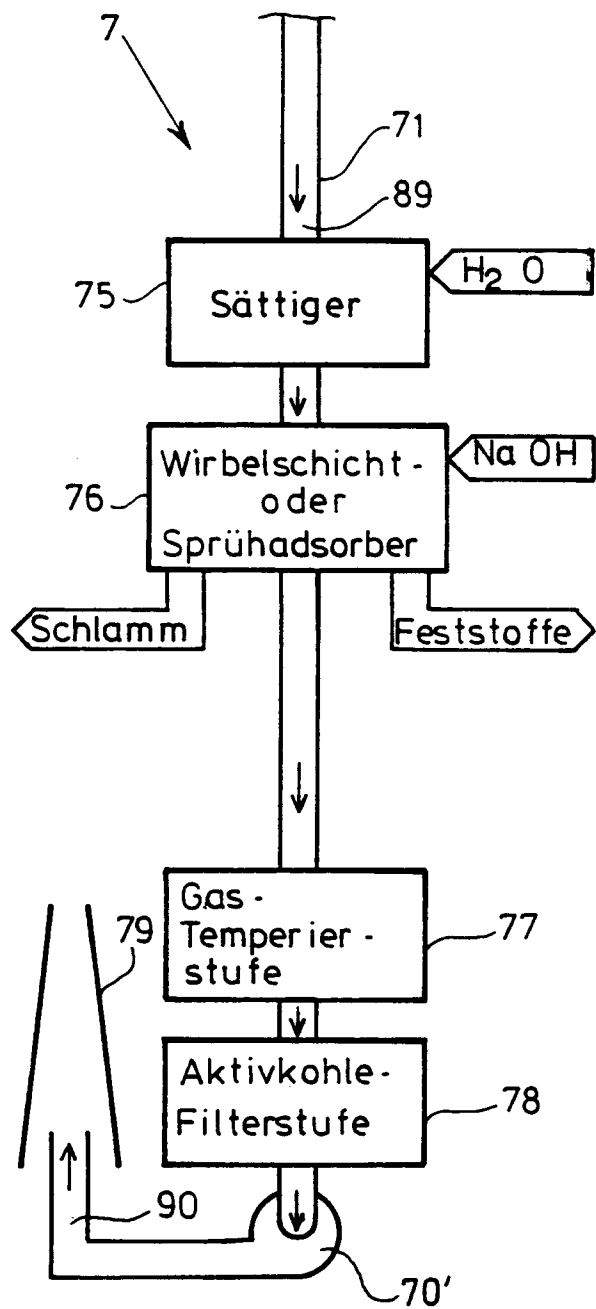 7
71
89
75
Sättiger
H₂ O
76
Wirbelschicht-
oder
Sprühadsorber
Na OH
Schlamm
Feststoffe
Gas-
Temperier-
stufe
77
79
Aktivkohle-
Filterstufe
78
90
70'